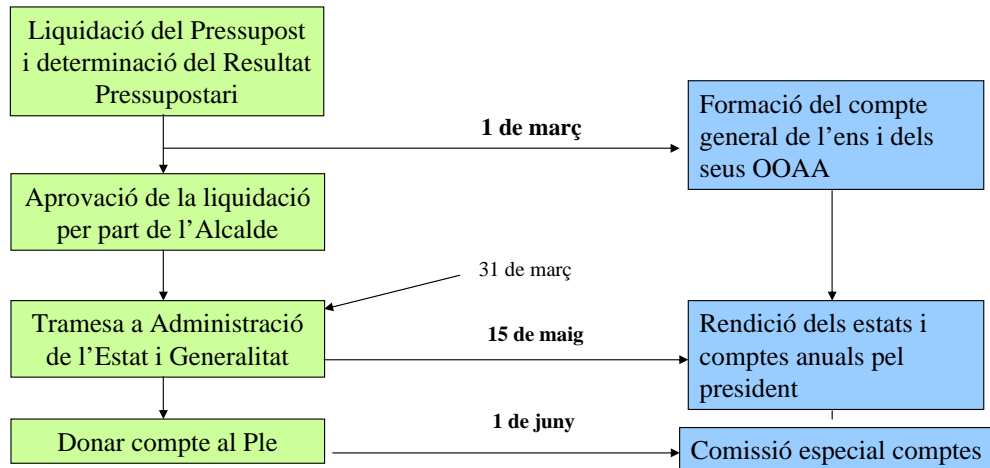 Liquidació del Pressupost
i determinació del Resultat
Pressupostari
1 de març
Formació del compte
general de l’ens i dels
seus OOAA
Aprovació de la liquidació
per part de l’Alcalde
31 de març
Tramesa a Administració
de l’Estat i Generalitat
15 de maig
Rendició dels estats i
comptes anuals pel
president
Donar compte al Ple
1 de juny
Comissió especial comptes